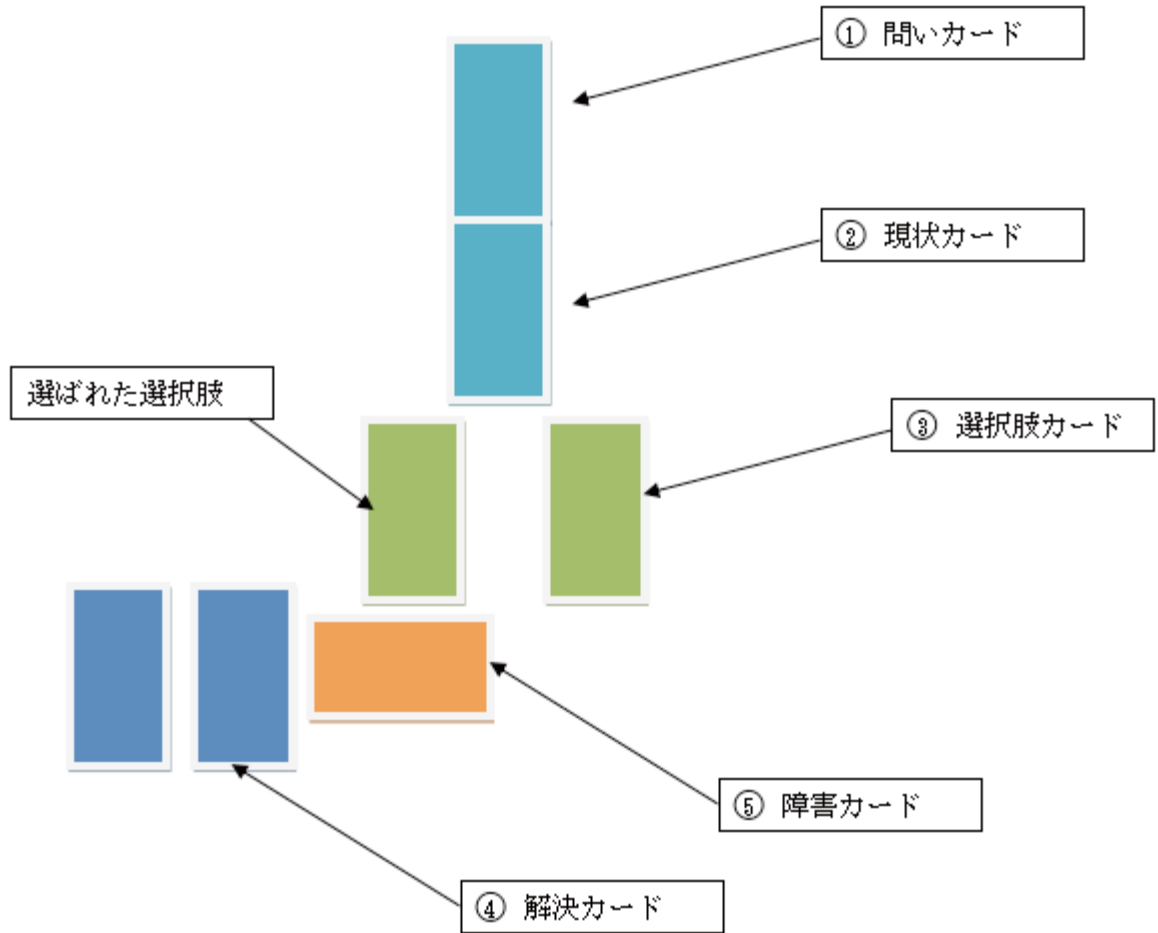 ① 問いカード
② 現状カード
選ばれた選択肢
③ 選択肢カード
⑤ 障害カード
④ 解決カード